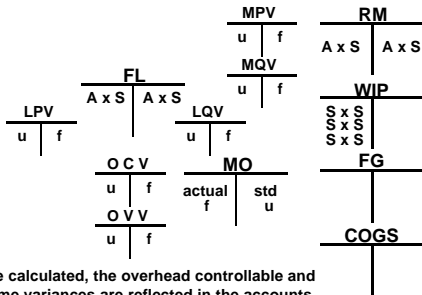 MPV
RM
u f
A x S A x S
MQV
FL
u f
A x S A x S
WIP
LPV
LQV
S x S
S x S
S x S
u f
u f
O C V
MO
FG
u f
actual std
f u
O V V
u f
COGS
e calculated, the overhead controllable and
me variances are reflected in the accounts